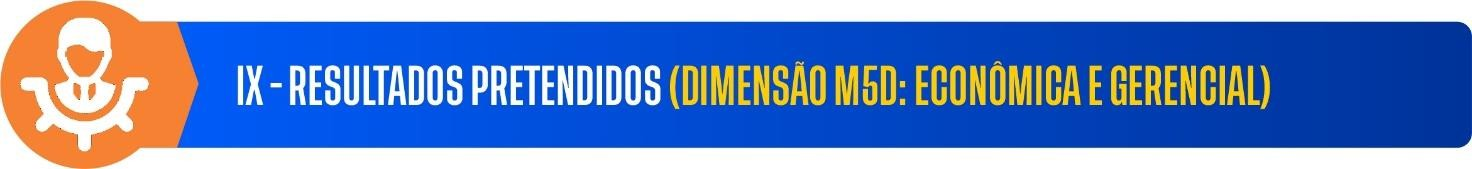 IX - RESULTADOS PRETENDIDOS (DIMENSÃO M5D: ECONÔMICA E GERENCIAL)